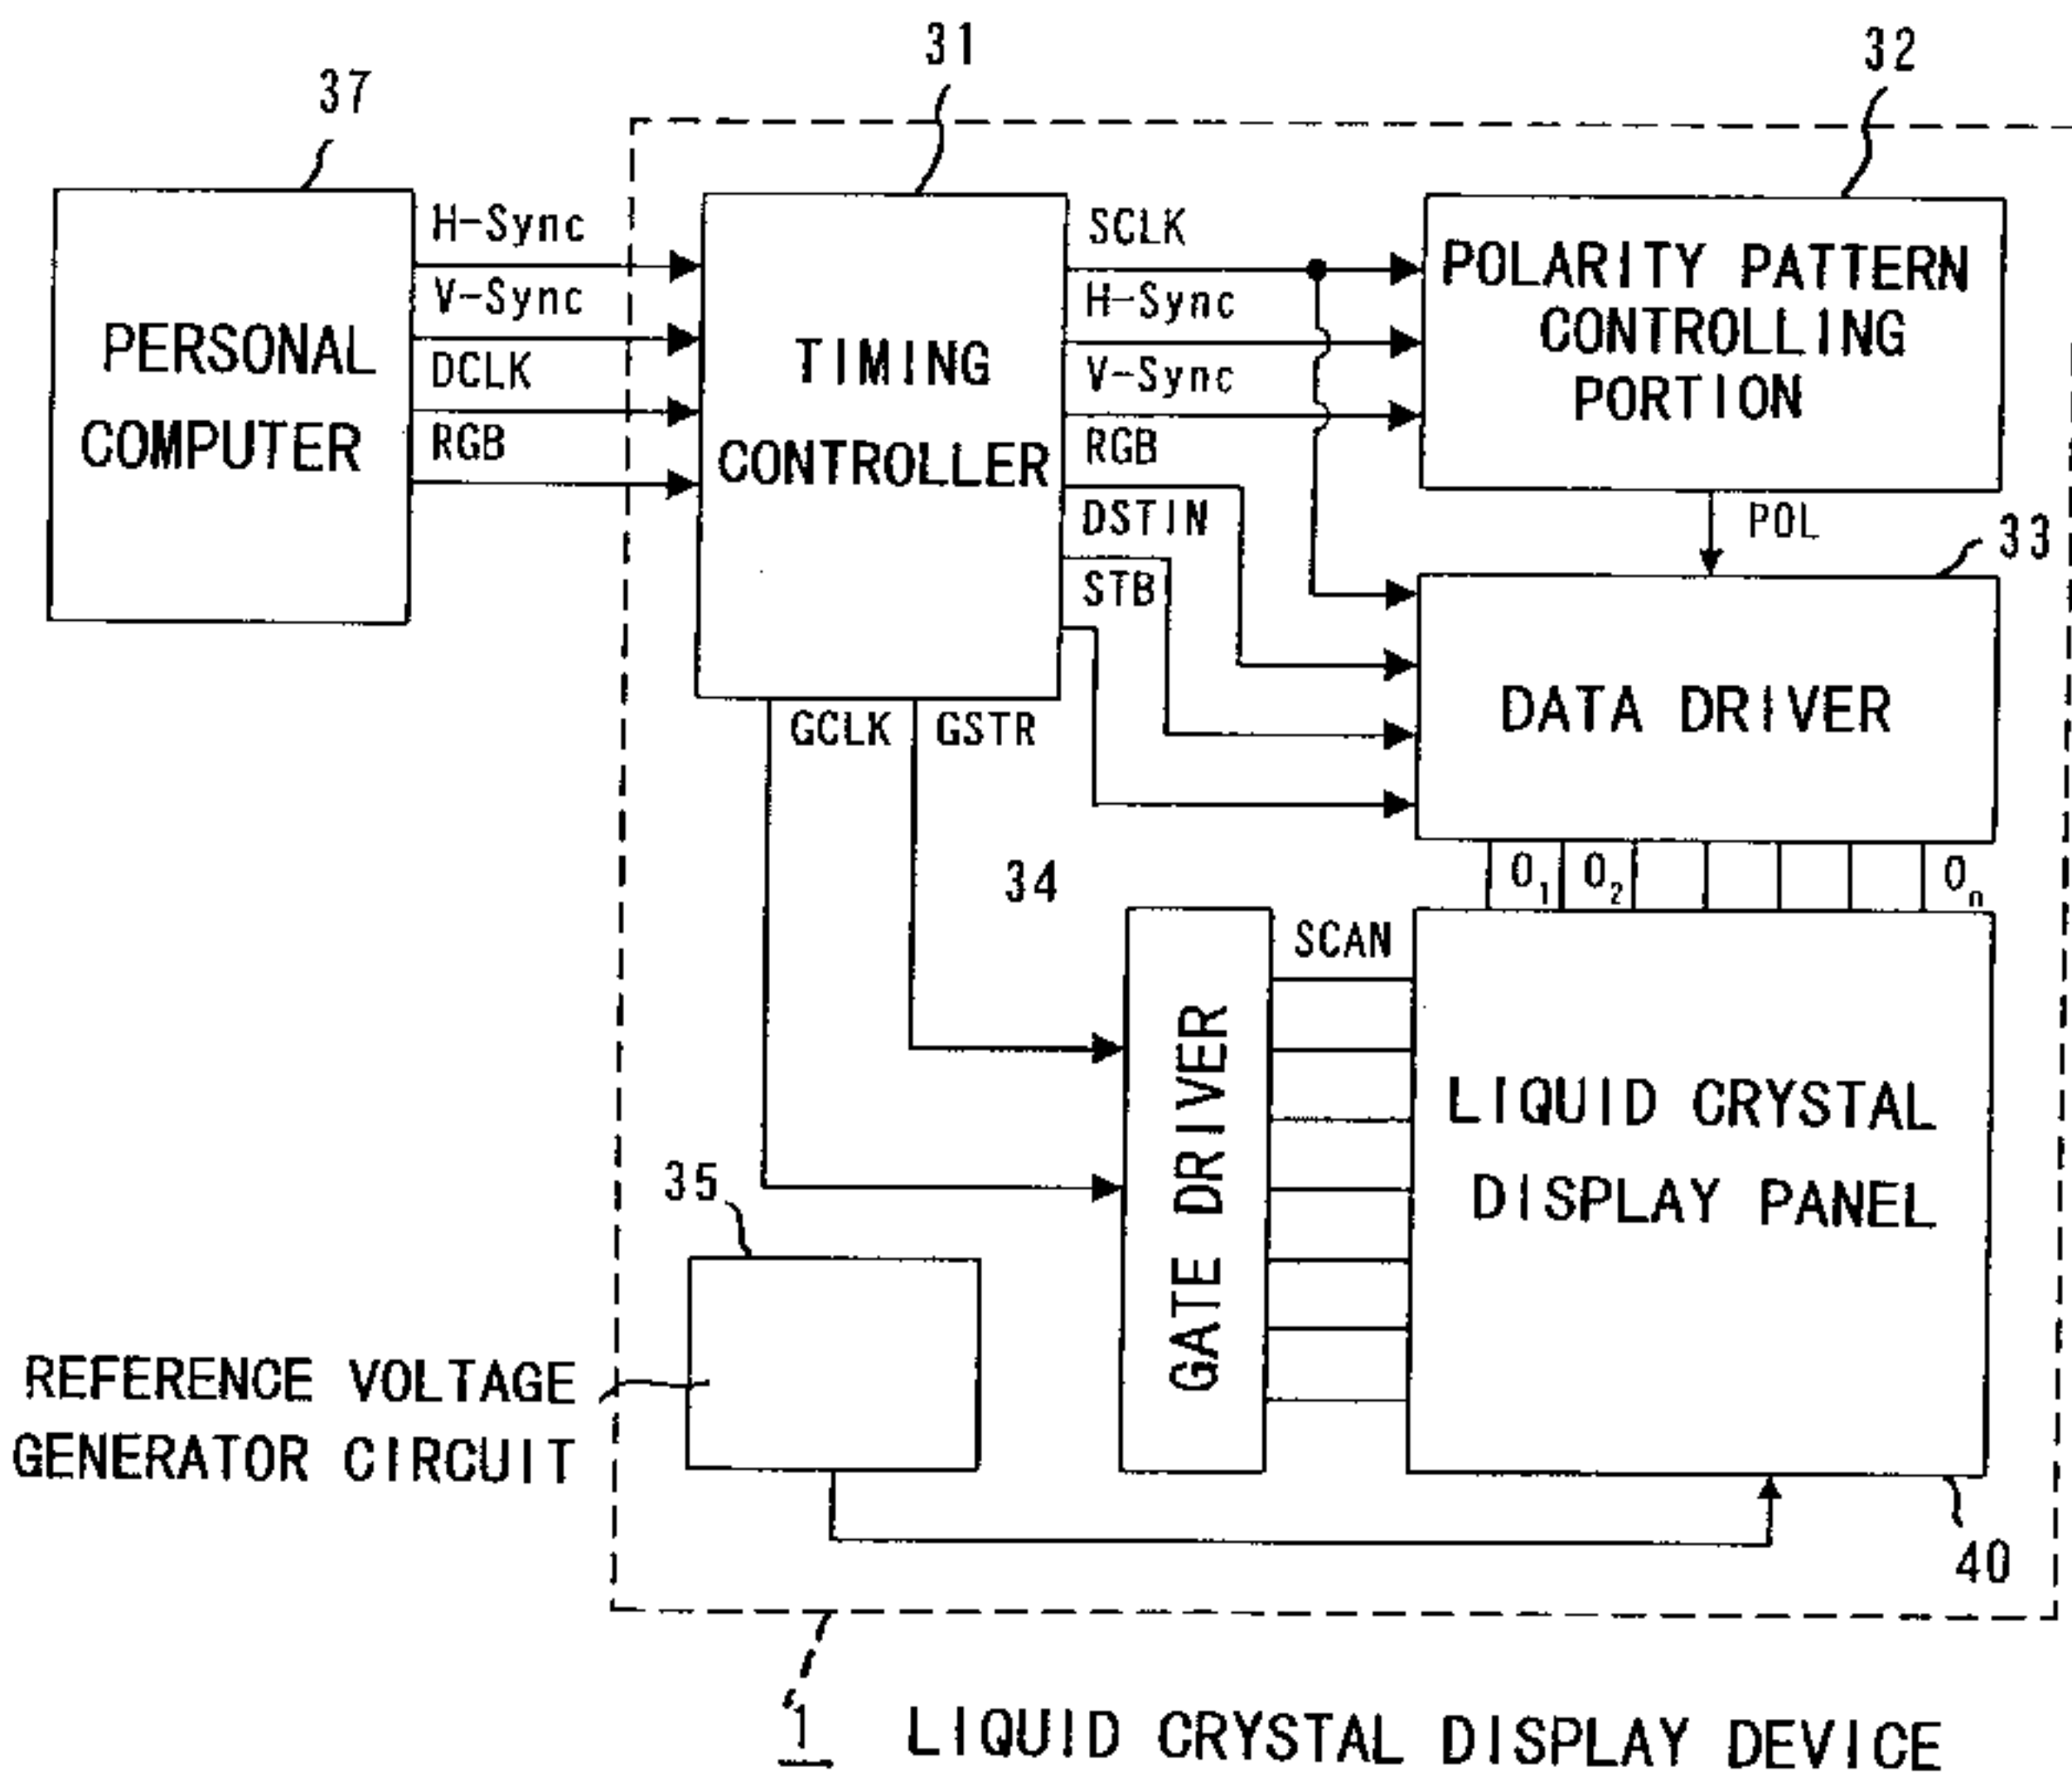 31
32
37
H-Sync
V-Sync
DCLK
RGB
PERSONAL
COMPUTER
TIMING
CONTROLLER
SCLK
H-Sync
V-Sync
RGB
DSTIN
STB
POLARITY PATTERN
CONTROLLING
PORTION
POL
33
DATA DRIVER
GCLK GSTR
34
O1 O2 On
SCAN
GATE DRIVER
LIQUID CRYSTAL
DISPLAY PANEL
35
REFERENCE VOLTAGE
GENERATOR CIRCUIT
40
1 LIQUID CRYSTAL DISPLAY DEVICE